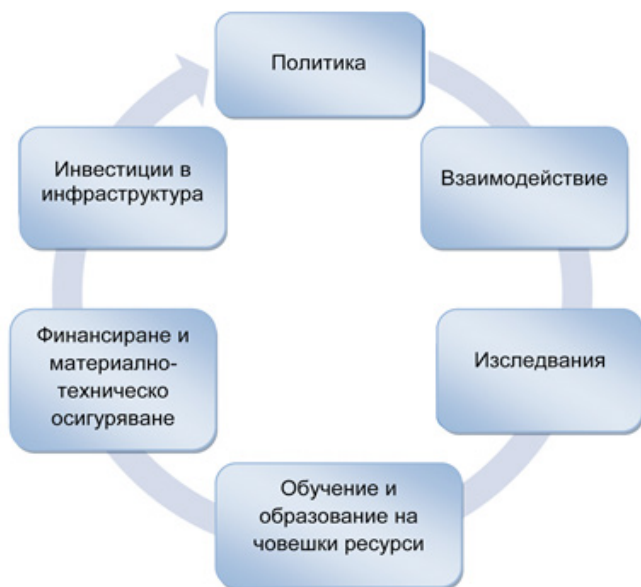 Политика
Взаимодействие
Изследвания
Обучение и
образование на
човешки ресурси
Финансиране и
материално-
техническо
осигуряване
Инвестиции в
инфраструктура